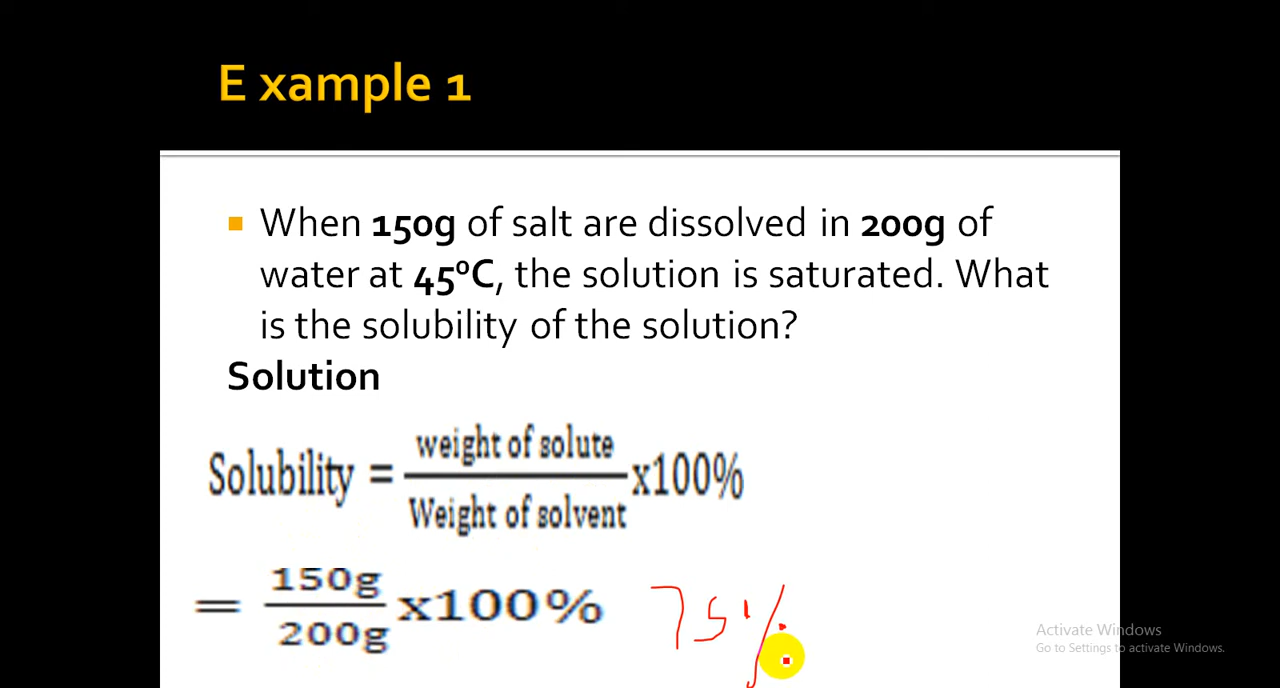 E xample 1
When 150g of salt are dissolved in 200g of
water at 45⁰C, the solution is saturated. What
is the solubility of the solution?
Solution
Solubility = weight of solute / Weight of solvent x100%
= 150g / 200g x100% 75%
Activate Windows
Go to Settings to activate Windows.